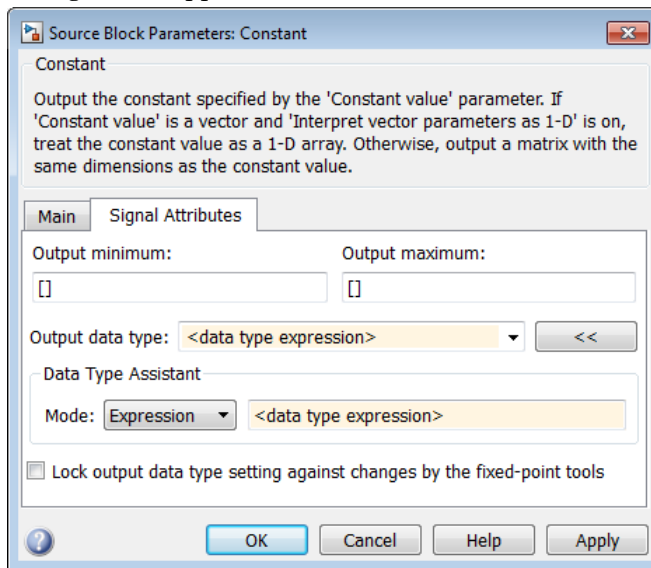 Source Block Parameters: Constant
Constant
Output the constant specified by the 'Constant value' parameter. If
'Constant value' is a vector and 'Interpret vector parameters as 1-D' is on,
treat the constant value as a 1-D array. Otherwise, output a matrix with the
same dimensions as the constant value.
Main Signal Attributes
Output minimum: Output maximum:
[] []
Output data type: <data type expression> <<
Data Type Assistant
Mode: Expression <data type expression>
Lock output data type setting against changes by the fixed-point tools
OK Cancel Help Apply